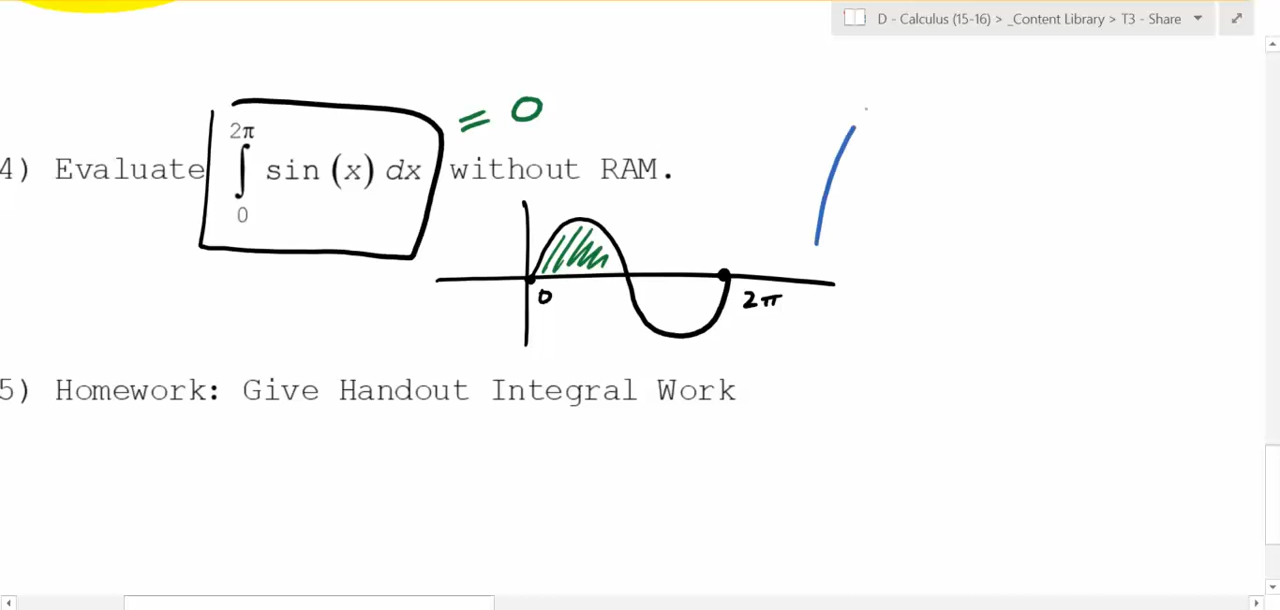 D - Calculus (15-16) > _Content Library > T3 - Share
= 0
4) Evaluate ∫₀^{2π} sin (x) dx without RAM.
0
2π
5) Homework: Give Handout Integral Work